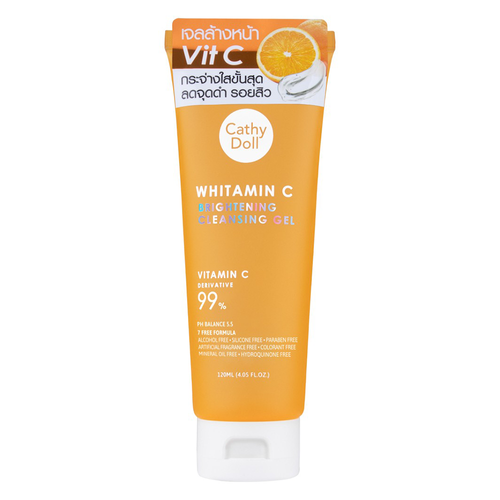 เจลล้างหน้า
Vit C
กระจ่างใสขั้นสุด
ลดจุดดำ รอยสิว
Cathy
Doll
WHITAMIN C
BRIGHTENING
CLEANSING GEL
VITAMIN C
DERIVATIVE
99%
PH BALANCE 5.5
7 FREE FORMULA
ALCOHOL FREE • SILICONE FREE • PARABEN FREE
ARTIFICIAL FRAGRANCE FREE • COLORANT FREE
MINERAL OIL FREE • HYDROQUINONE FREE
120ML (4.05 FL.OZ.)